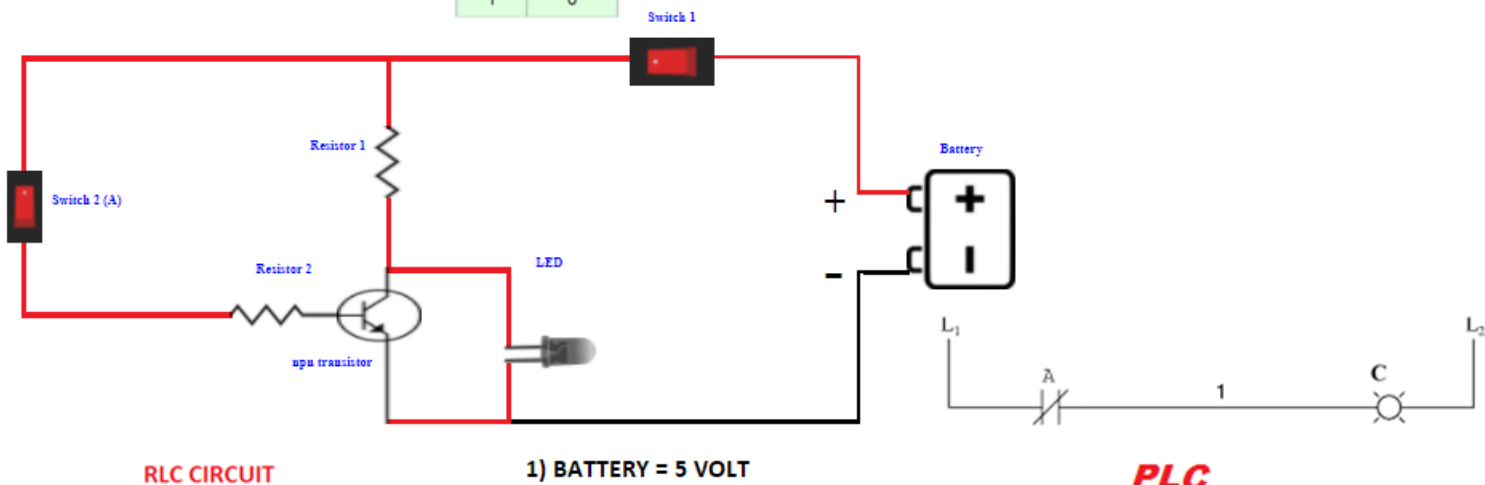 Switch 1
Resistor 1
Battery
Switch 2 (A)
+
+
Resistor 2
LED
-
-
L1
L2
npn transistor
A
1
C
RLC CIRCUIT
1) BATTERY = 5 VOLT
PLC